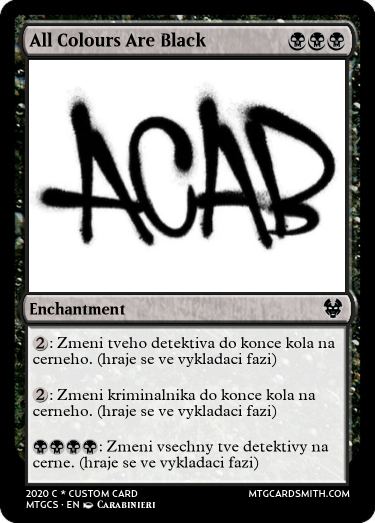 All Colours Are Black
ACAB
Enchantment
2: Zmeni tveho detektiva do konce kola na
cerneho. (hraje se ve vykladaci fazi)
2: Zmeni kriminalnika do konce kola na
cerneho. (hraje se ve vykladaci fazi)
: Zmeni vsechny tve detektivy na
cerne. (hraje se ve vykladaci fazi)
2020 C * CUSTOM CARD MTGCARDSMITH.COM
MTGCS · EN CARABINIERI